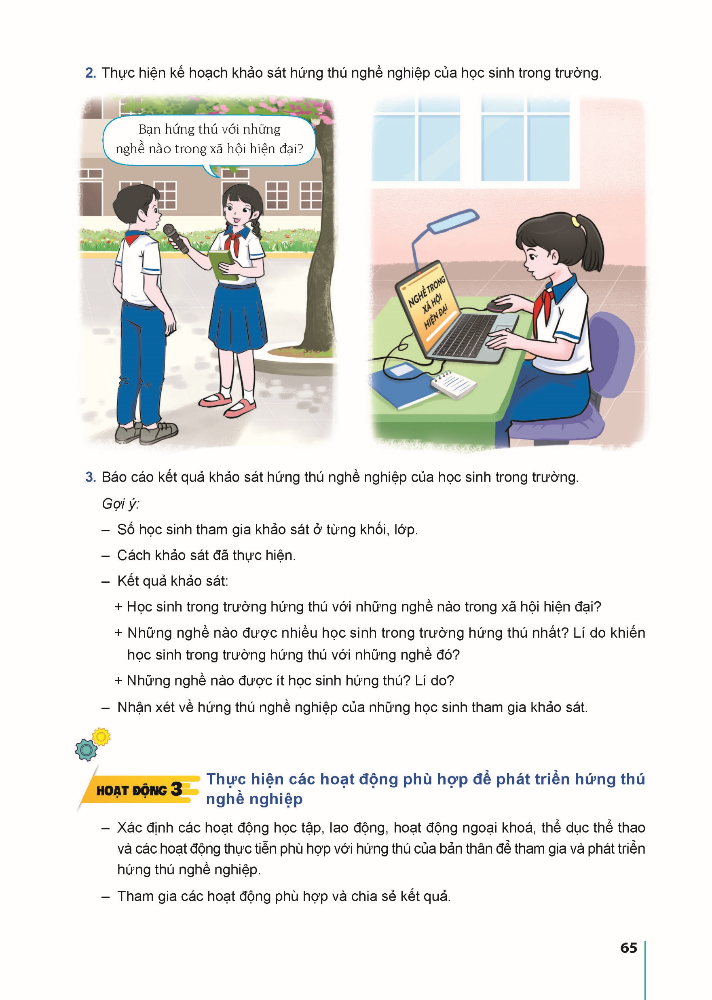 2. Thực hiện kế hoạch khảo sát hứng thú nghề nghiệp của học sinh trong trường.
Bạn hứng thú với những
nghề nào trong xã hội hiện đại?
NGHỀ TRONG
XÃ HỘI
HIỆN ĐẠI
3. Báo cáo kết quả khảo sát hứng thú nghề nghiệp của học sinh trong trường.
Gợi ý:
– Số học sinh tham gia khảo sát ở từng khối, lớp.
– Cách khảo sát đã thực hiện.
– Kết quả khảo sát:
+ Học sinh trong trường hứng thú với những nghề nào trong xã hội hiện đại?
+ Những nghề nào được nhiều học sinh trong trường hứng thú nhất? Lí do khiến
học sinh trong trường hứng thú với những nghề đó?
+ Những nghề nào được ít học sinh hứng thú? Lí do?
– Nhận xét về hứng thú nghề nghiệp của những học sinh tham gia khảo sát.
HOẠT ĐỘNG 3
Thực hiện các hoạt động phù hợp để phát triển hứng thú
nghề nghiệp
– Xác định các hoạt động học tập, lao động, hoạt động ngoại khoá, thể dục thể thao
và các hoạt động thực tiễn phù hợp với hứng thú của bản thân để tham gia và phát triển
hứng thú nghề nghiệp.
– Tham gia các hoạt động phù hợp và chia sẻ kết quả.
65